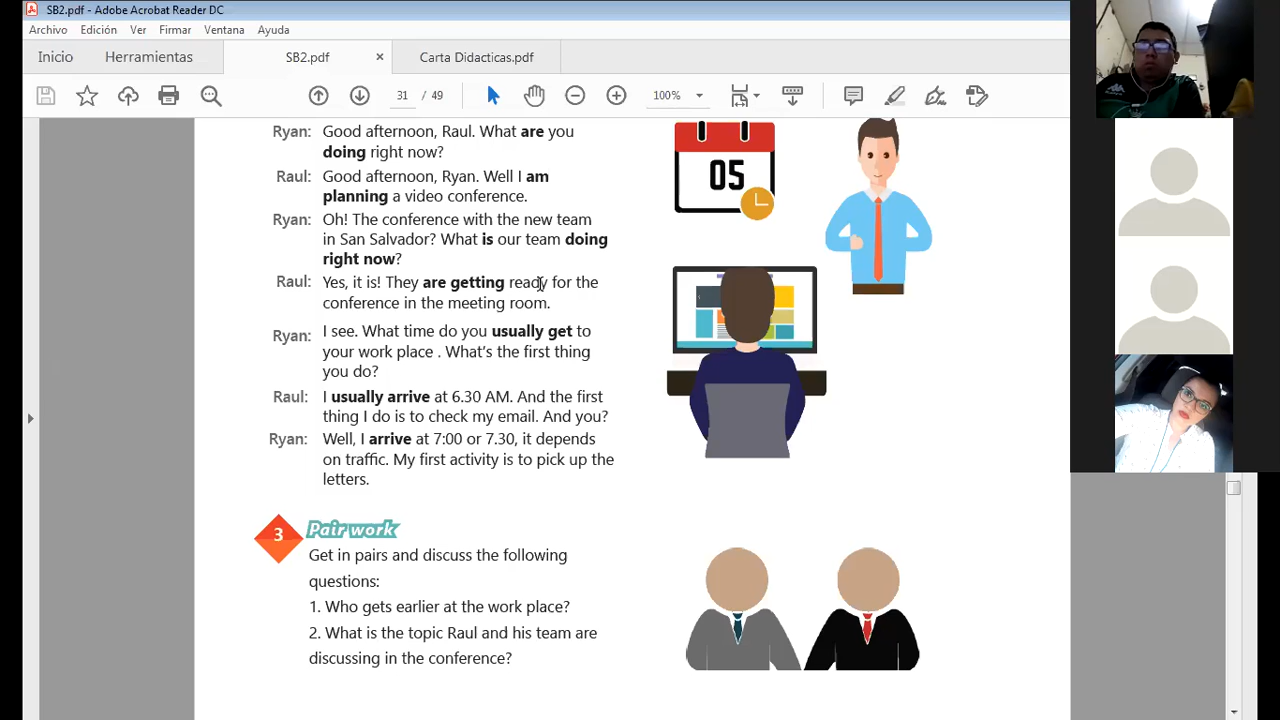 SB2.pdf - Adobe Acrobat Reader DC
Archivo Edición Ver Firmar Ventana Ayuda
Inicio Herramientas SB2.pdf × Carta Didacticas.pdf
31 / 49 100%
Ryan: Good afternoon, Raul. What are you
doing right now?
Raul: Good afternoon, Ryan. Well I am
planning a video conference.
Ryan: Oh! The conference with the new team
in San Salvador? What is our team doing
right now?
Raul: Yes, it is! They are getting ready for the
conference in the meeting room.
Ryan: I see. What time do you usually get to
your work place . What's the first thing
you do?
Raul: I usually arrive at 6.30 AM. And the first
thing I do is to check my email. And you?
Ryan: Well, I arrive at 7:00 or 7.30, it depends
on traffic. My first activity is to pick up the
letters.
05
3 Pair work
Get in pairs and discuss the following
questions:
1. Who gets earlier at the work place?
2. What is the topic Raul and his team are
discussing in the conference?